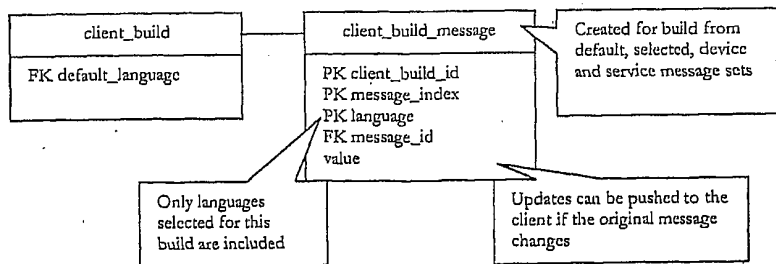 client_build
FK default_language
client_build_message
PK client_build_id
PK message_index
PK language
FK message_id
value
Created for build from
default, selected, device
and service message sets
Only languages
selected for this
build are included
Updates can be pushed to the
client if the original message
changes